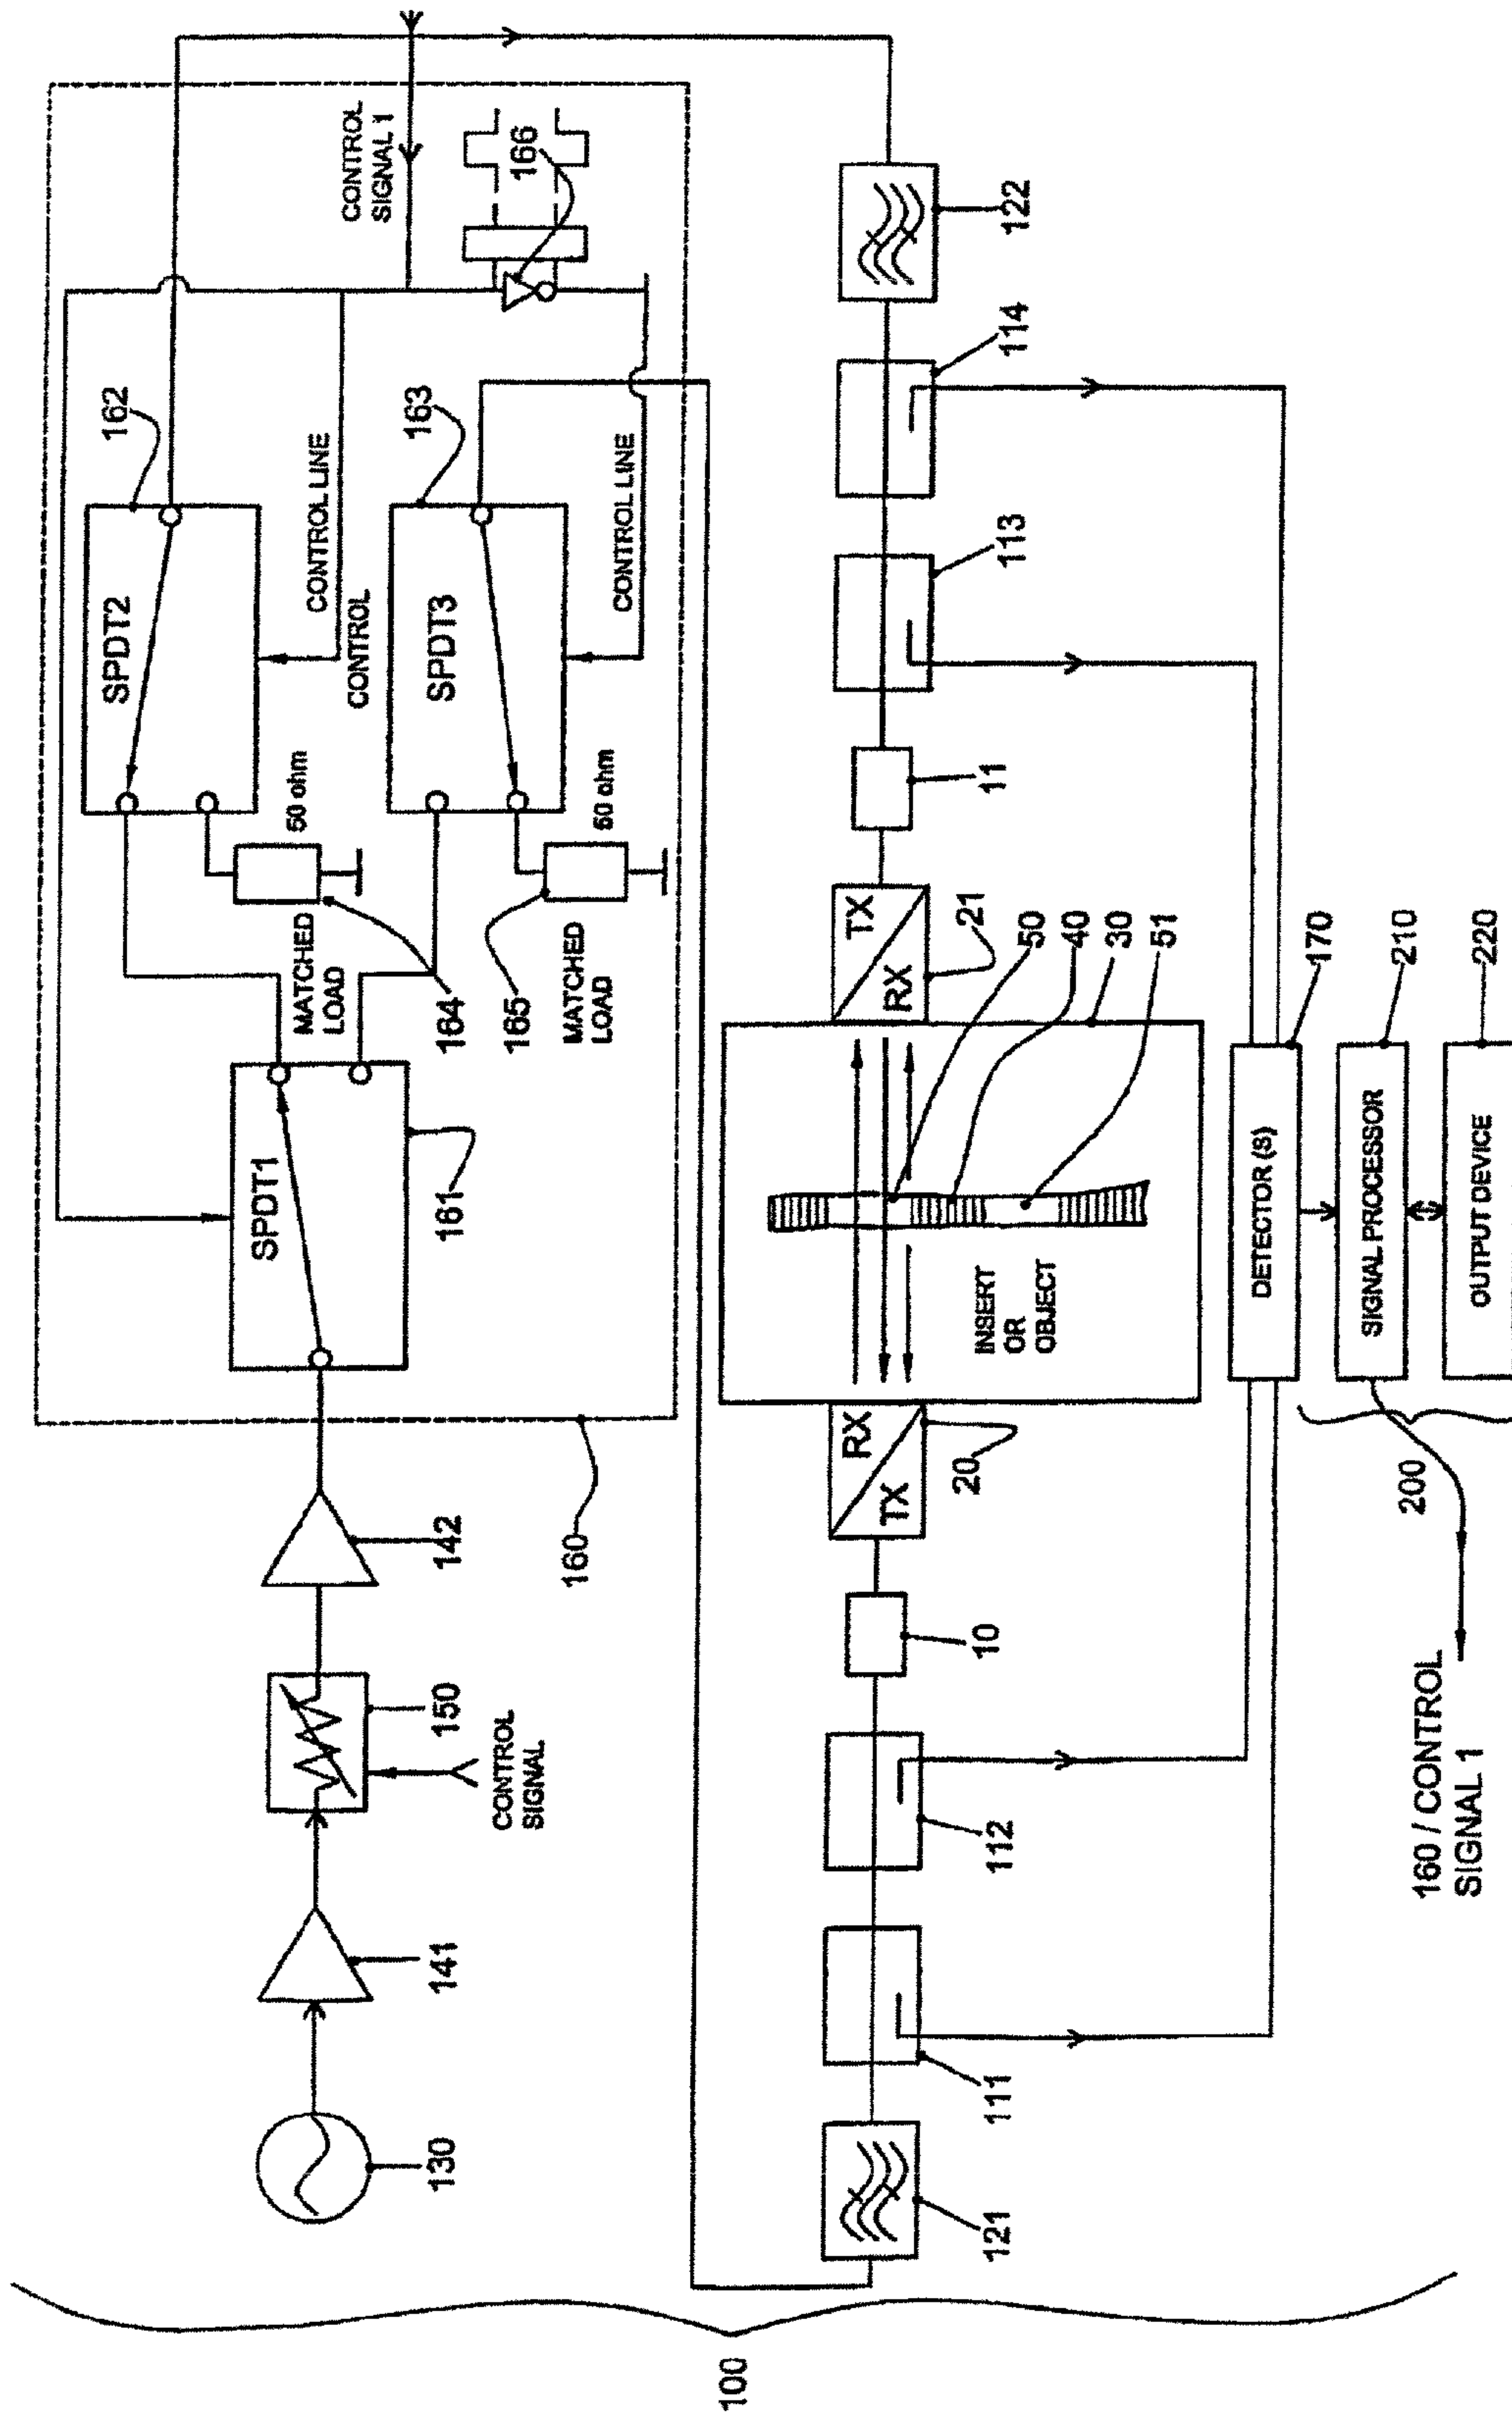 100
130
141
150
CONTROL
SIGNAL
142
160
SPDT1
161
SPDT2
162
CONTROL LINE
50 ohm
MATCHED
LOAD
164
CONTROL
SPDT3
163
CONTROL LINE
50 ohm
165
MATCHED
LOAD
CONTROL
SIGNAL 1
166
121
111
112
10
TX
RX
20
INSERT
OR
OBJECT
RX
TX
21
50
40
30
51
11
113
114
122
DETECTOR (S)
170
SIGNAL PROCESSOR
210
OUTPUT DEVICE
220
200
160 / CONTROL
SIGNAL 1